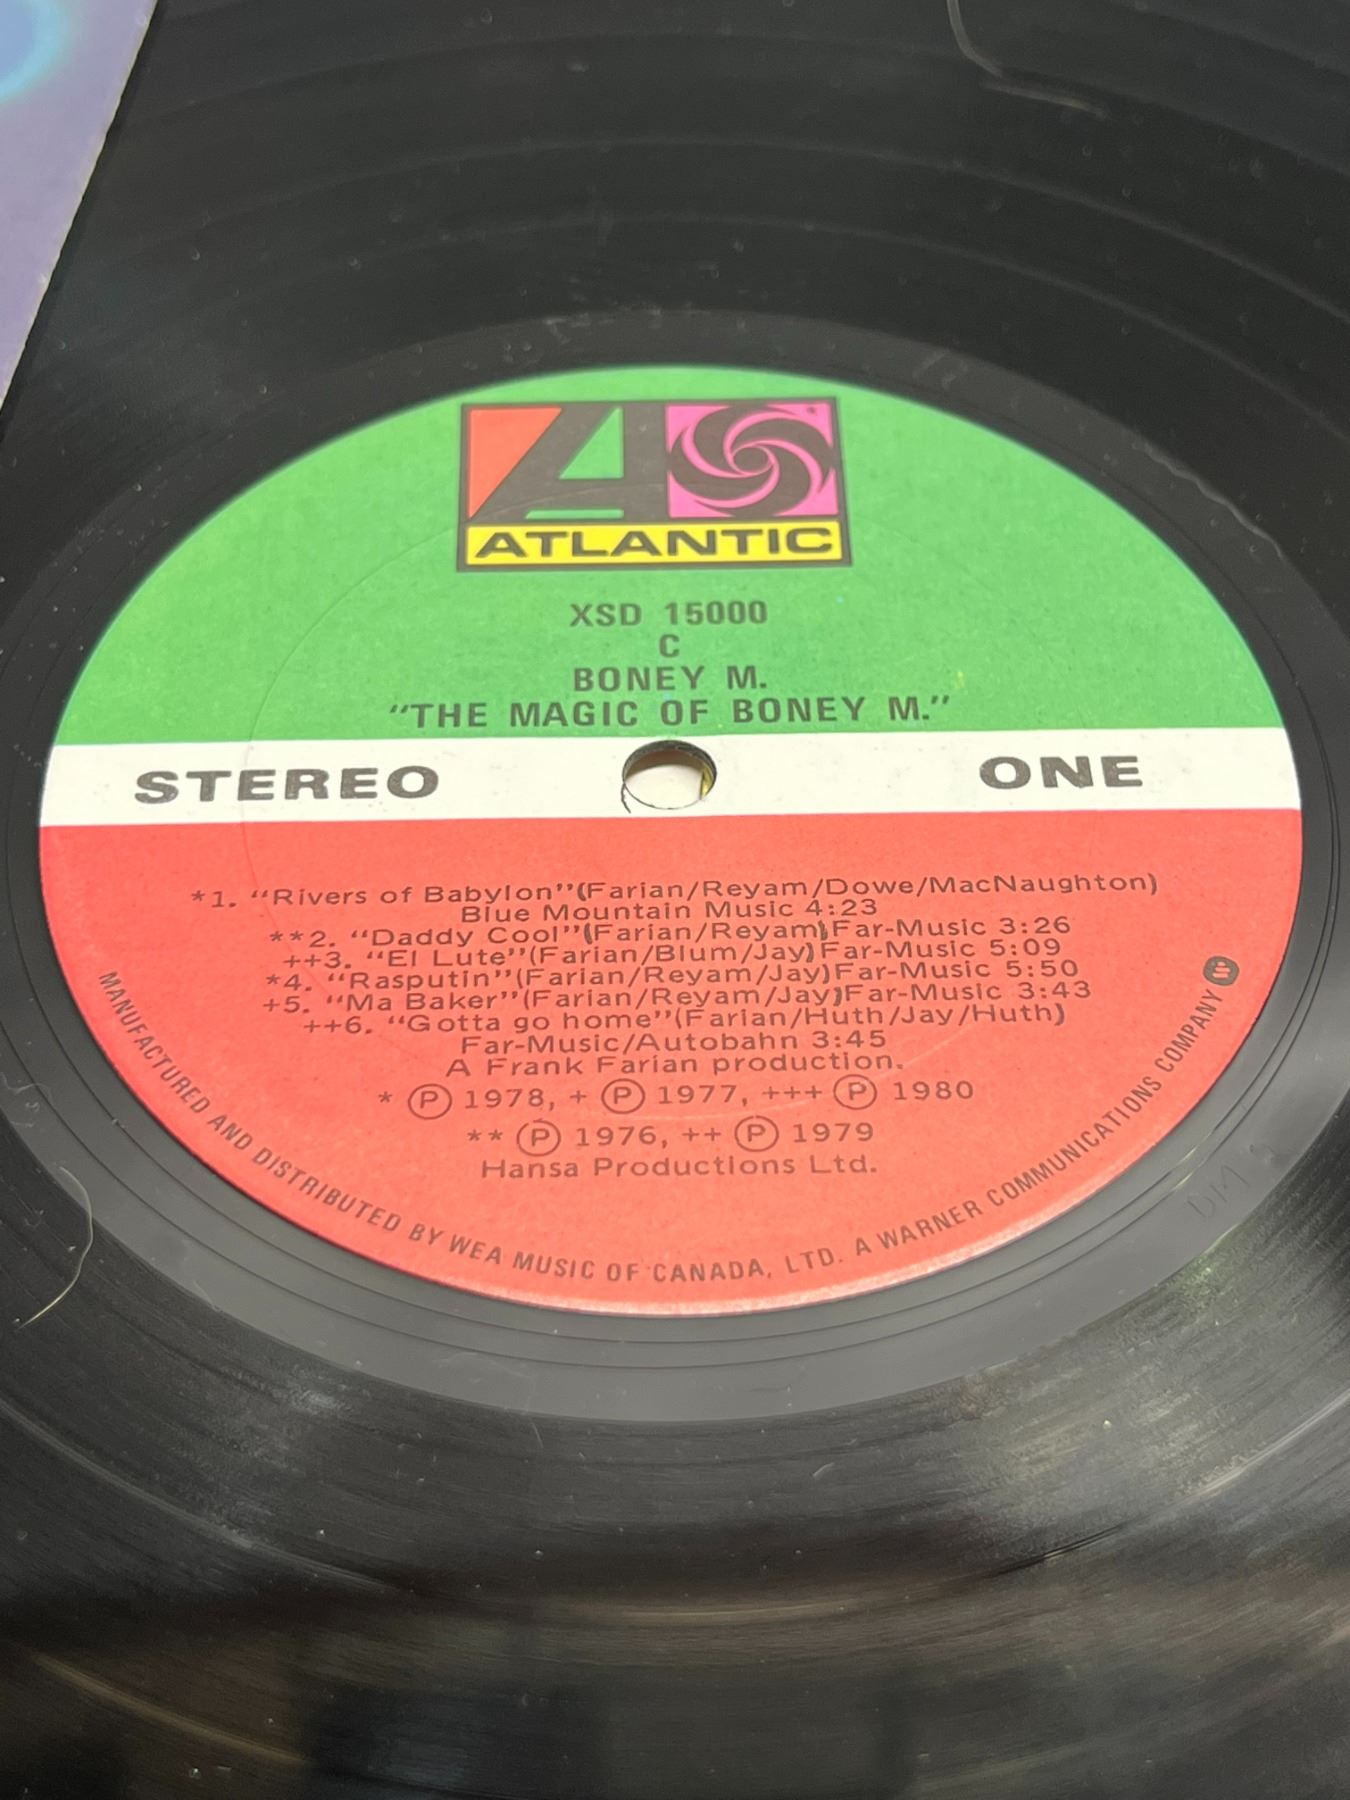 ATLANTIC
XSD 15000
C
BONEY M.
"THE MAGIC OF BONEY M."
STEREO ONE
*1. "Rivers of Babylon"(Farian/Reyam/Dowe/MacNaughton)
Blue Mountain Music 4:23
**2. "Daddy Cool"(Farian/Reyam)Far-Music 3:26
++3. "El Lute"(Farian/Blum/Jay)Far-Music 5:09
*4. "Rasputin"(Farian/Reyam/Jay)Far-Music 5:50
+5. "Ma Baker"(Farian/Reyam/Jay)Far-Music 3:43
++6. "Gotta go home"(Farian/Huth/Jay/Huth)
Far-Music/Autobahn 3:45
A Frank Farian production.
* Ⓟ 1978, + Ⓟ 1977, +++ Ⓟ 1980
** Ⓟ 1976, ++ Ⓟ 1979
Hansa Productions Ltd.
MANUFACTURED AND DISTRIBUTED BY WEA MUSIC OF CANADA, LTD. A WARNER COMMUNICATIONS COMPANY